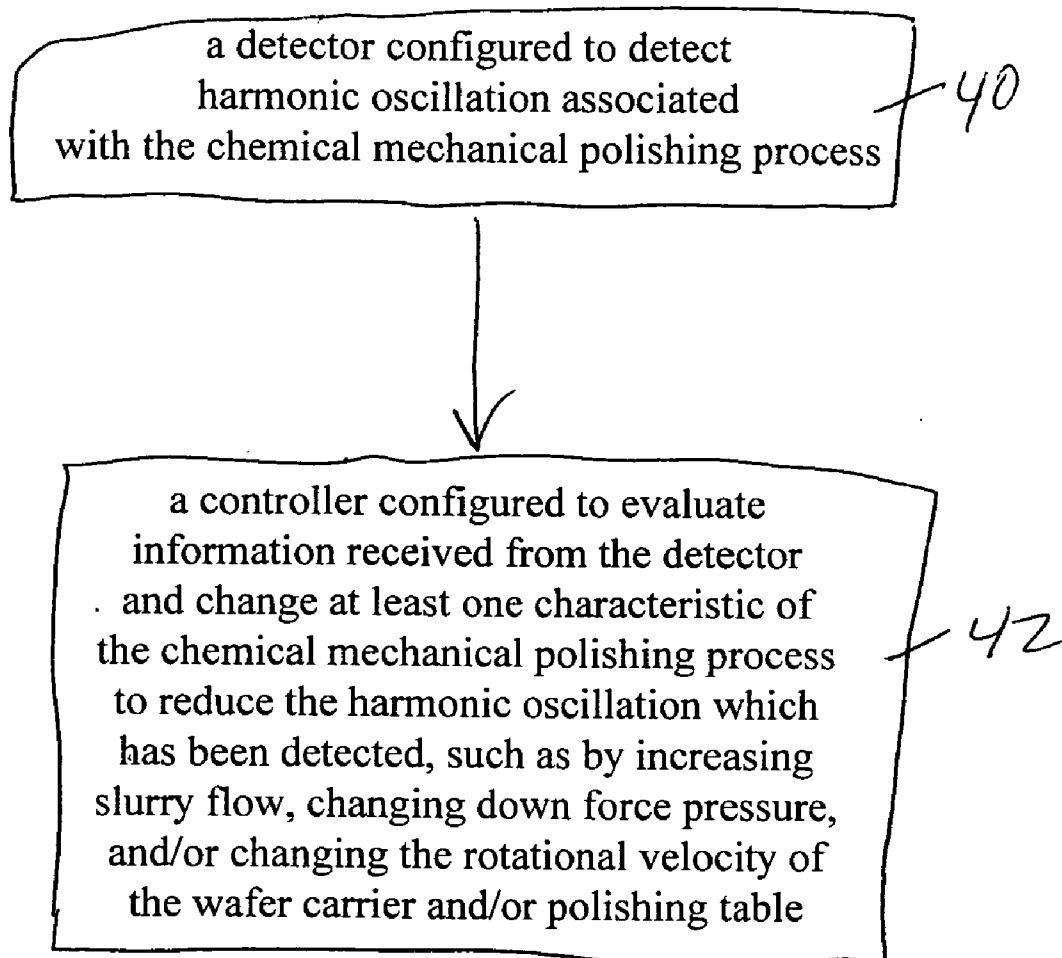 a detector configured to detect
harmonic oscillation associated
with the chemical mechanical polishing process
40
a controller configured to evaluate
information received from the detector
and change at least one characteristic of
the chemical mechanical polishing process
to reduce the harmonic oscillation which
has been detected, such as by increasing
slurry flow, changing down force pressure,
and/or changing the rotational velocity of
the wafer carrier and/or polishing table
42